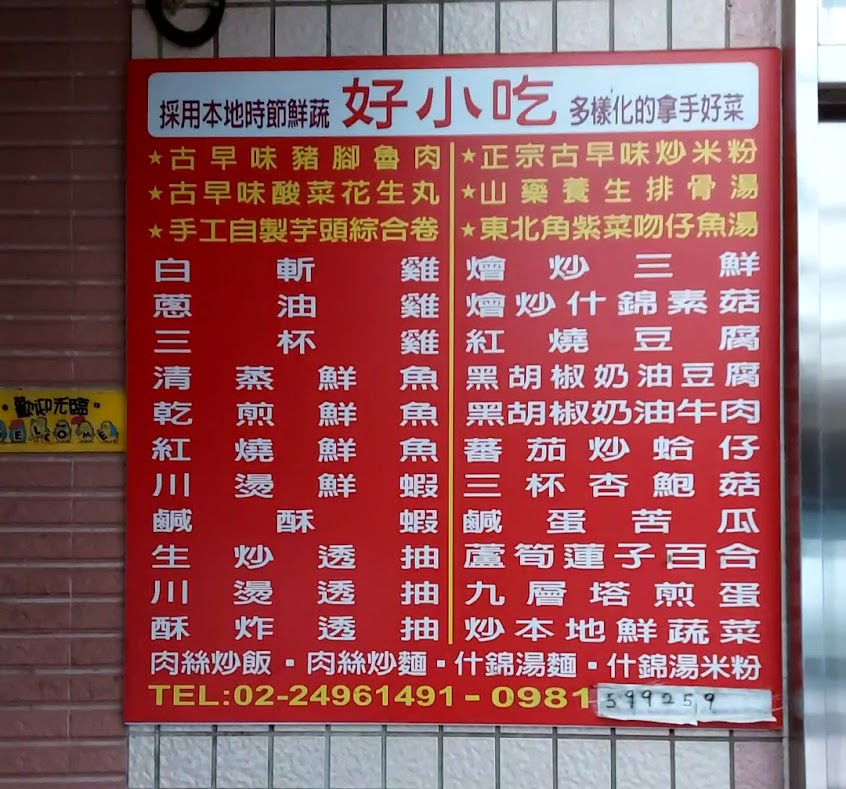 採用本地時節鮮蔬 好小吃 多樣化的拿手好菜
★古早味豬腳魯肉
★古早味酸菜花生丸
★手工自製芋頭綜合卷
白斬雞
蔥油雞
三杯雞
清蒸鮮魚
乾煎鮮魚
紅燒鮮魚
川燙鮮蝦
鹹酥蝦
生炒透抽
川燙透抽
酥炸透抽
★正宗古早味炒米粉
★山藥養生排骨湯
★東北角紫菜吻仔魚湯
燴炒三鮮
燴炒什錦素菇
紅燒豆腐
黑胡椒奶油豆腐
黑胡椒奶油牛肉
蕃茄炒蛤仔
三杯杏鮑菇
鹹蛋苦瓜
蘆筍蓮子百合
九層塔煎蛋
炒本地鮮蔬菜
肉絲炒飯▪肉絲炒麵▪什錦湯麵▪什錦湯米粉
TEL:02-24961491-0981599259
歡迎光臨
WELCOME